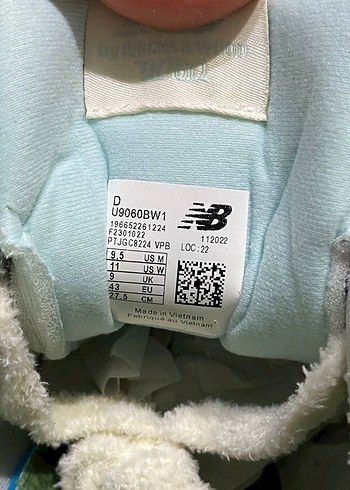 D
U9060BW1
196652261224
F2301022 112022
PTJGC8224 VPB LOC:22
9.5 US M
11 US W
9 UK
43 EU
27.5 CM
Made in Vietnam
Fabriqué au Vietnam